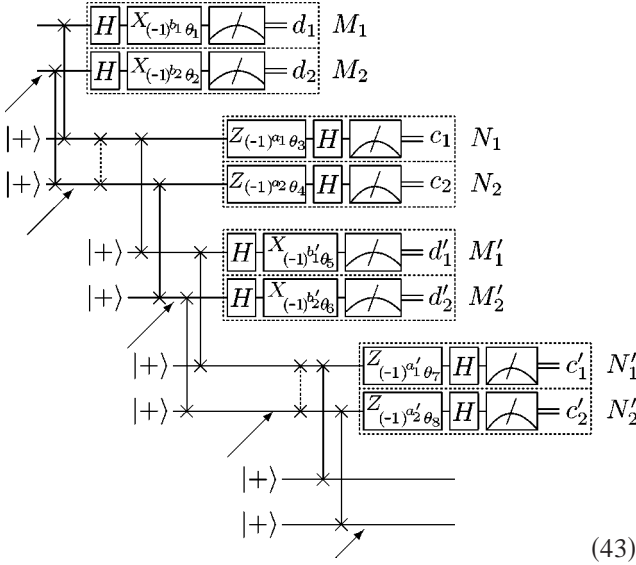 H X_{(-1)^{b_1}θ_1} = d_1 M_1
H X_{(-1)^{b_2}θ_2} = d_2 M_2
|+⟩ Z_{(-1)^{a_1}θ_3} H = c_1 N_1
|+⟩ Z_{(-1)^{a_2}θ_4} H = c_2 N_2
|+⟩ H X_{(-1)^{b'_1}θ_5} = d'_1 M'_1
|+⟩ H X_{(-1)^{b'_2}θ_6} = d'_2 M'_2
|+⟩ Z_{(-1)^{a'_1}θ_7} H = c'_1 N'_1
|+⟩ Z_{(-1)^{a'_2}θ_8} H = c'_2 N'_2
|+⟩
|+⟩
(43)